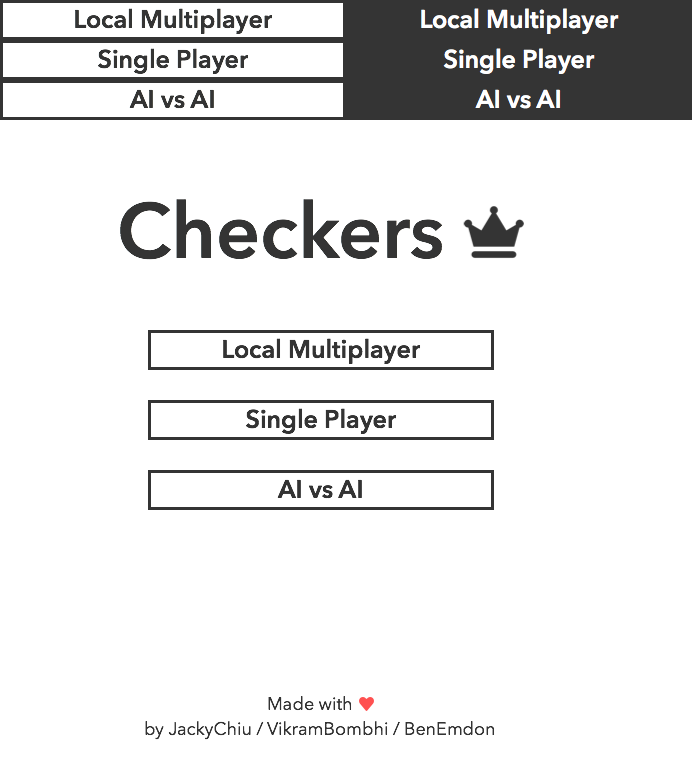 Local Multiplayer
Local Multiplayer
Single Player
Single Player
AI vs AI
AI vs AI
Checkers
Local Multiplayer
Single Player
AI vs AI
Made with
by JackyChiu / VikramBombhi / BenEmdon